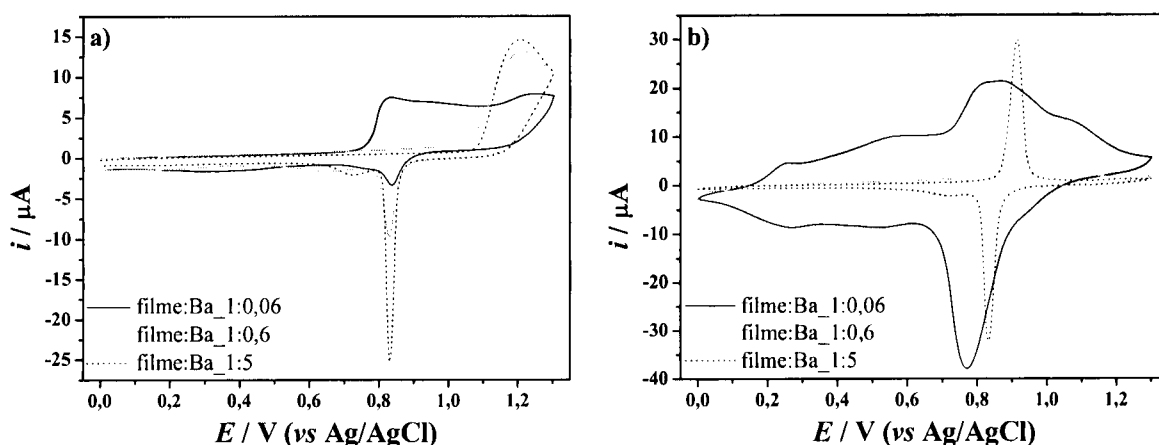 a)
15
10
5
0
-5
-10
-15
-20
-25
i / µA
filme:Ba_1:0,06
filme:Ba_1:0,6
filme:Ba_1:5
0,0 0,2 0,4 0,6 0,8 1,0 1,2
E / V (vs Ag/AgCl)
b)
30
20
10
0
-10
-20
-30
-40
i / µA
filme:Ba_1:0,06
filme:Ba_1:0,6
filme:Ba_1:5
0,0 0,2 0,4 0,6 0,8 1,0 1,2
E / V (vs Ag/AgCl)